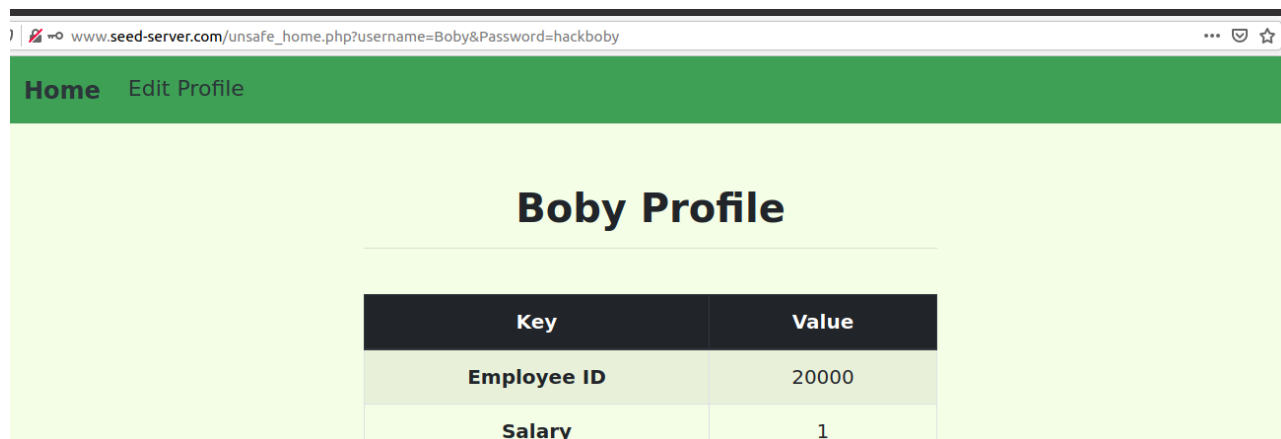 www.seed-server.com/unsafe_home.php?username=Boby&Password=hackboby
Home Edit Profile
Boby Profile
Key Value
Employee ID 20000
Salary 1